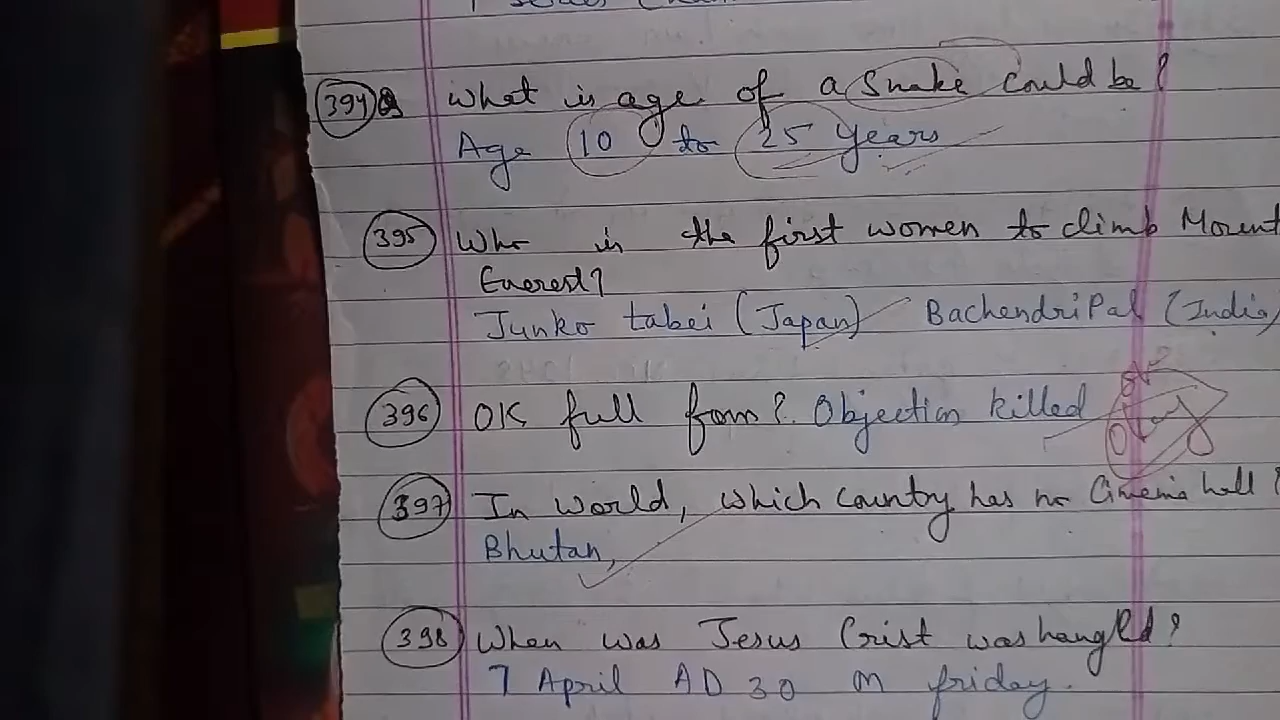 394 Q What is age of a Snake Could be?
Age 10 to 25 years
395 Who is the first women to climb Mount
Everest?
Junko tabei (Japan) Bachendri Pal (India)
396 OK full from? Objection killed
397 In World, which country has no Cinema hall?
Bhutan,
398 When was Jesus Crist was hangled?
7 April AD 30 on friday.